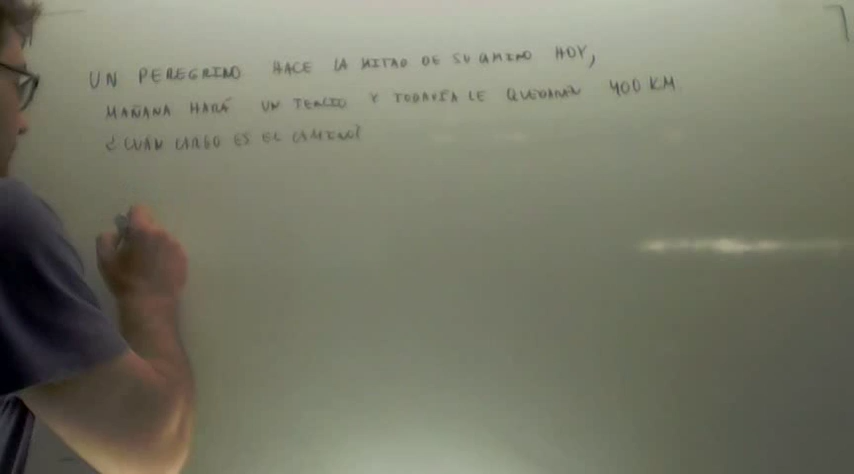 UN PEREGRINO HACE LA MITAD DE SU CAMINO HOY,
MAÑANA HARÁ UN TERCIO Y TODAVÍA LE QUEDARÁN 400 KM
¿CUÁN LARGO ES EL CAMINO?